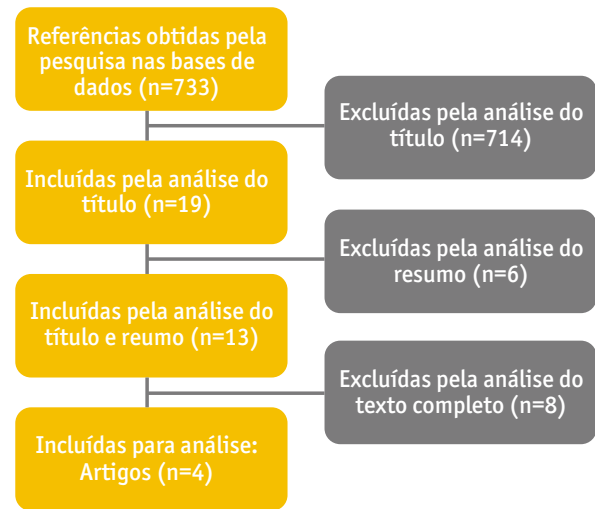 Referências obtidas pela
pesquisa nas bases de
dados (n=733)
Excluídas pela análise do
título (n=714)
Incluídas pela análise do
título (n=19)
Excluídas pela análise do
resumo (n=6)
Incluídas pela análise do
título e reumo (n=13)
Excluídas pela análise do
texto completo (n=8)
Incluídas para análise:
Artigos (n=4)